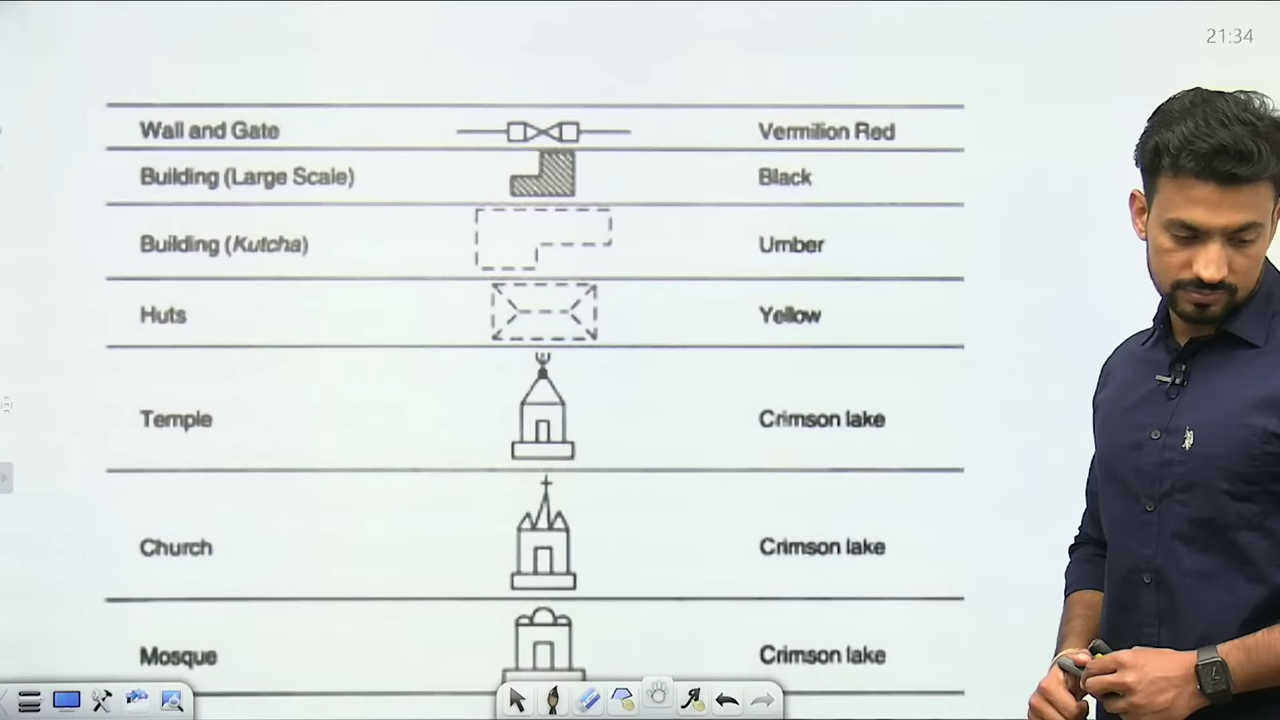 21:34
Wall and Gate Vermilion Red
Building (Large Scale) Black
Building (Kutcha) Umber
Huts Yellow
Temple Crimson lake
Church Crimson lake
Mosque Crimson lake